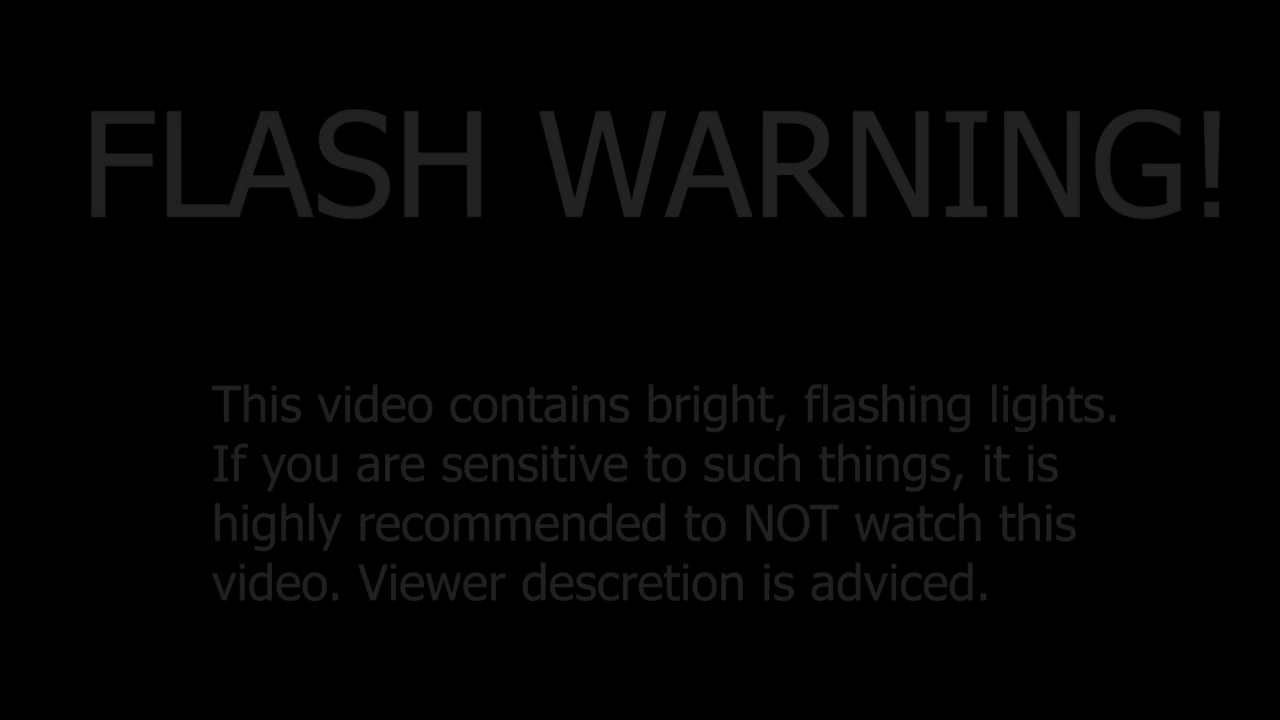 FLASH WARNING!
This video contains bright, flashing lights.
If you are sensitive to such things, it is
highly recommended to NOT watch this
video. Viewer descretion is adviced.